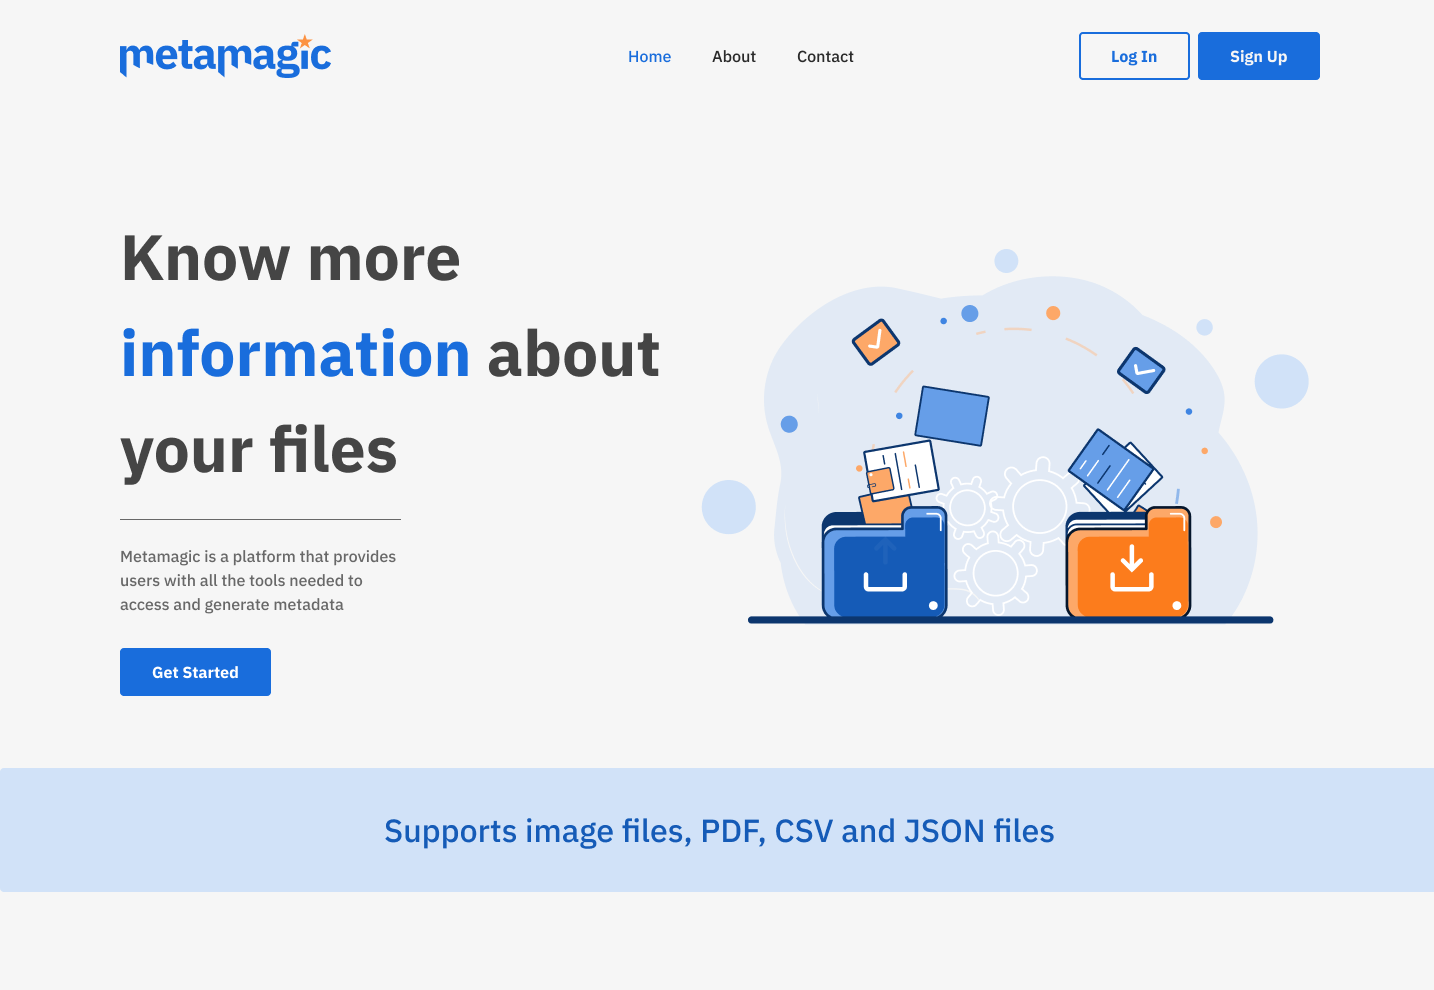 metamagic
Home
About
Contact
Log In
Sign Up
Know more
information about
your files
Metamagic is a platform that provides
users with all the tools needed to
access and generate metadata
Get Started
Supports image files, PDF, CSV and JSON files